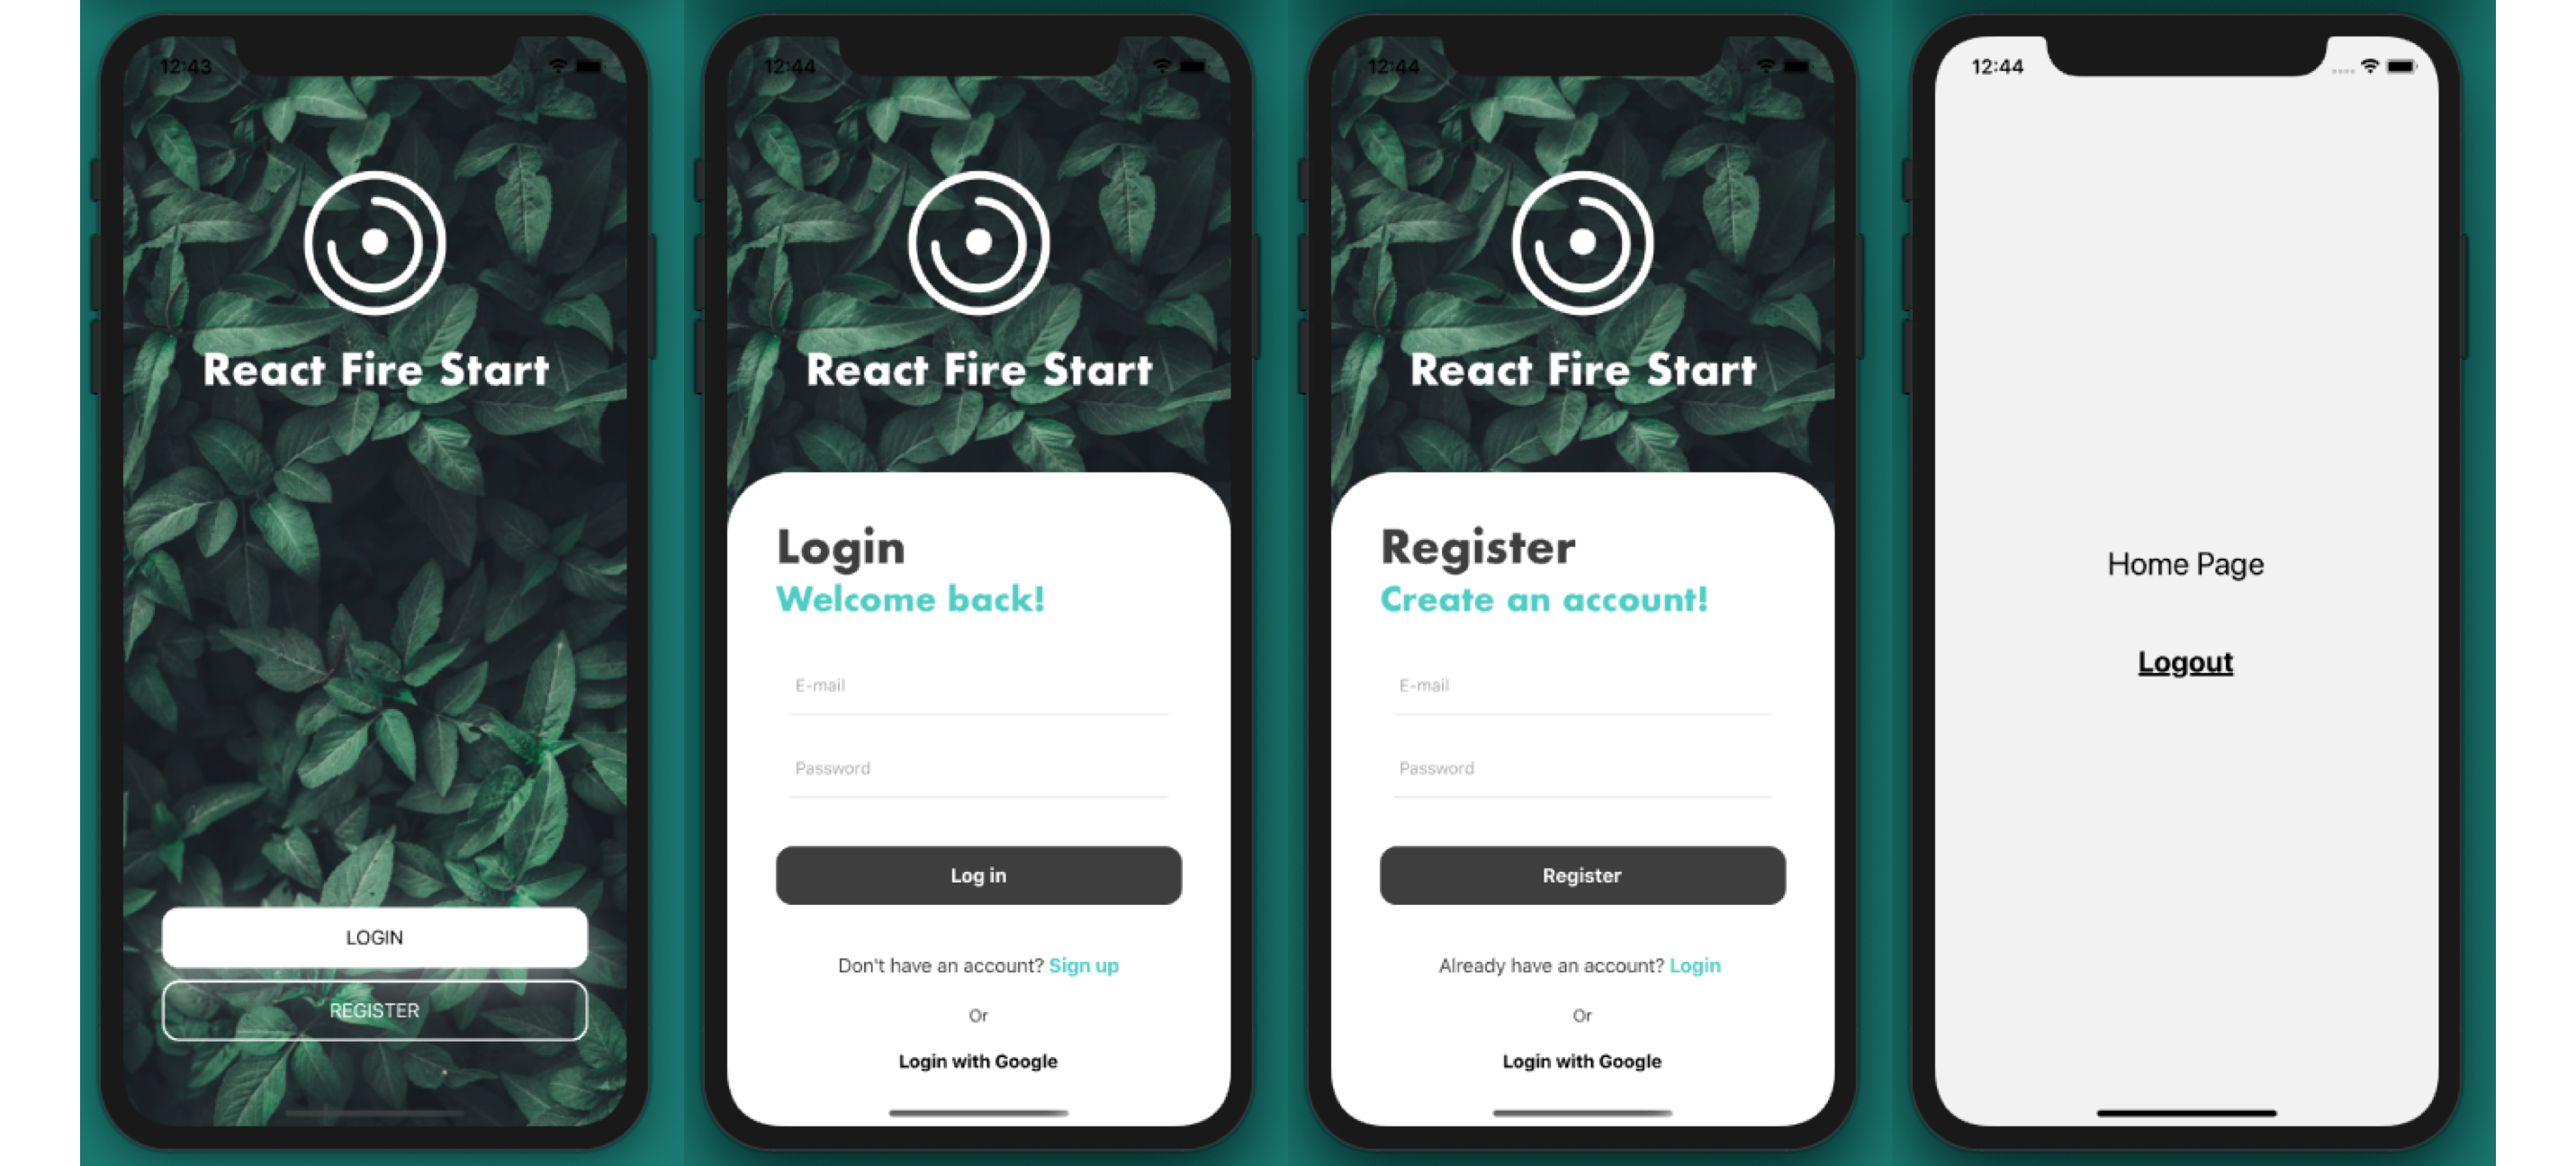 12:43
React Fire Start
LOGIN
REGISTER
12:44
React Fire Start
Login
Welcome back!
E-mail
Password
Log in
Don't have an account? Sign up
Or
Login with Google
12:44
React Fire Start
Register
Create an account!
E-mail
Password
Register
Already have an account? Login
Or
Login with Google
12:44
Home Page
Logout